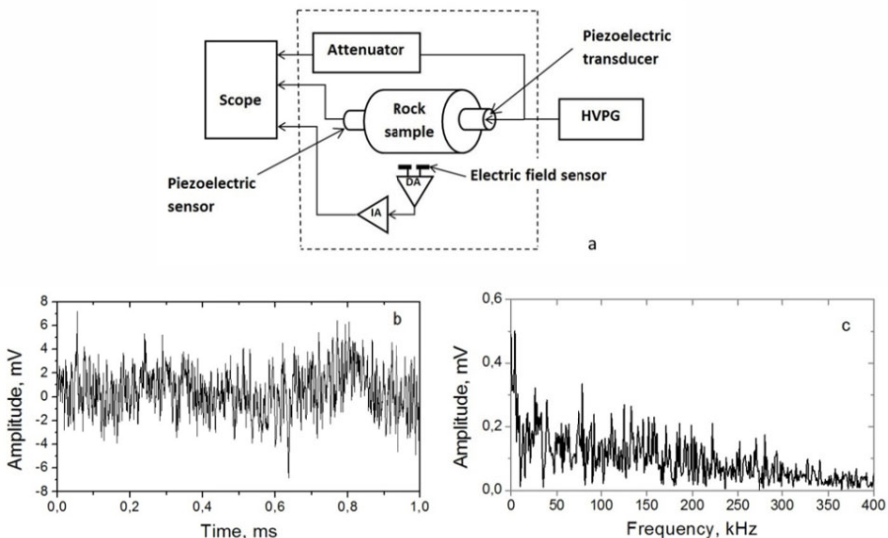 Piezoelectric
transducer
Attenuator
Scope
Rock
sample
HVPG
Piezoelectric
sensor
DA
Electric field sensor
IA
a
8
6
4
2
0
-2
-4
-6
-8
Amplitude, mV
b
0,0 0,2 0,4 0,6 0,8 1,0
Time, ms
0,6
0,4
0,2
0,0
Amplitude, mV
c
0 50 100 150 200 250 300 350 400
Frequency, kHz